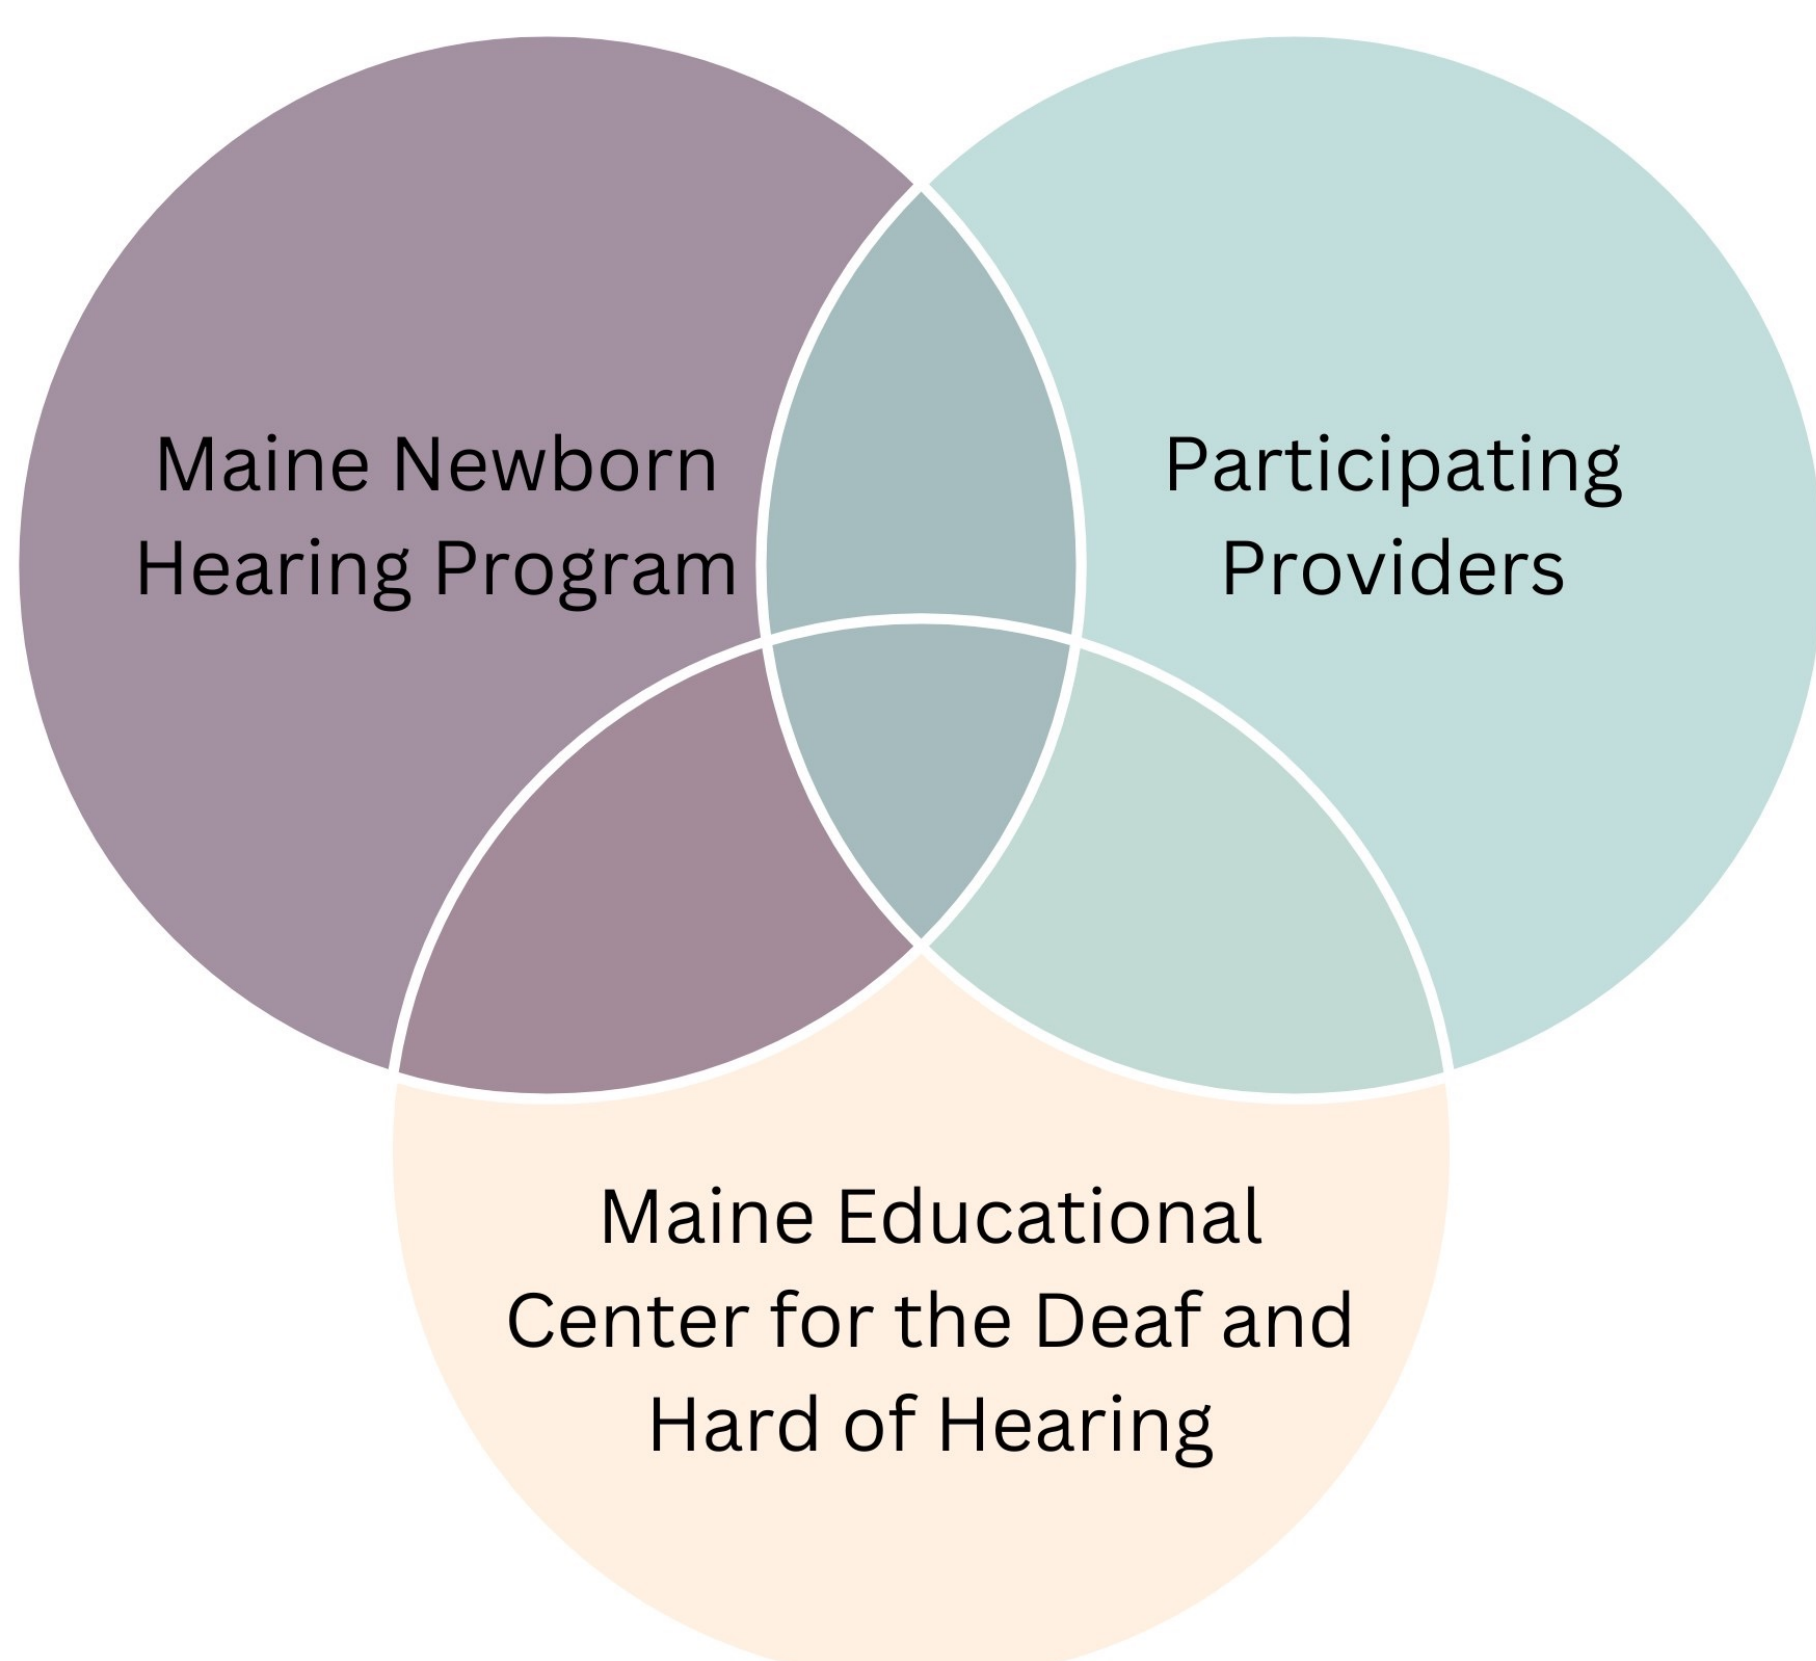 Maine Newborn
Hearing Program
Participating
Providers
Maine Educational
Center for the Deaf and
Hard of Hearing